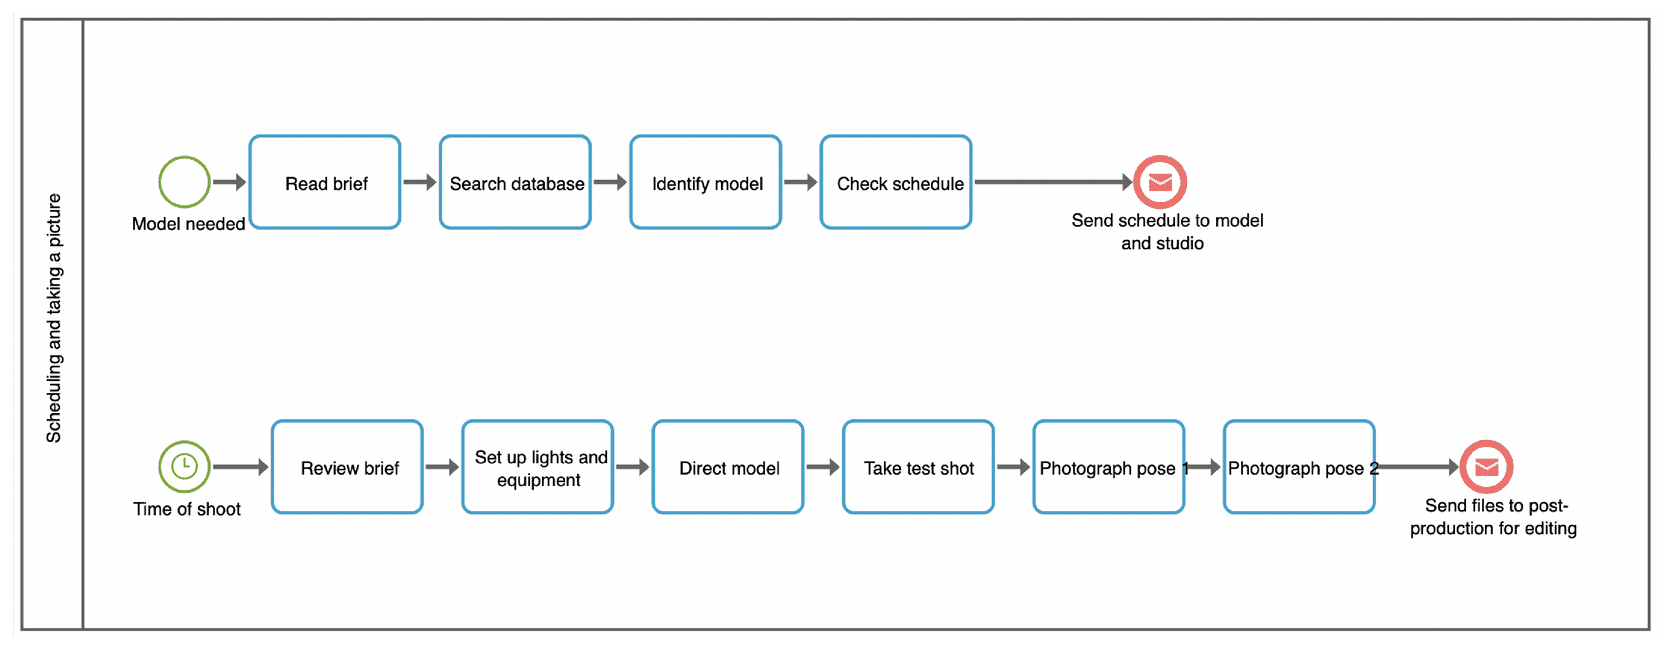 Scheduling and taking a picture
Read brief
Search database
Identify model
Check schedule
Model needed
Send schedule to model
and studio
Review brief
Set up lights and
equipment
Direct model
Take test shot
Photograph pose 1
Photograph pose 2
Time of shoot
Send files to post-
production for editing